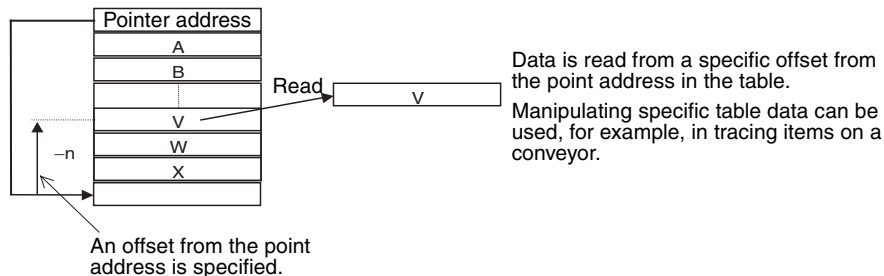 Pointer address
A
B
Read
V
V
W
X
–n
An offset from the point
address is specified.
Data is read from a specific offset from
the point address in the table.
Manipulating specific table data can be
used, for example, in tracing items on a
conveyor.